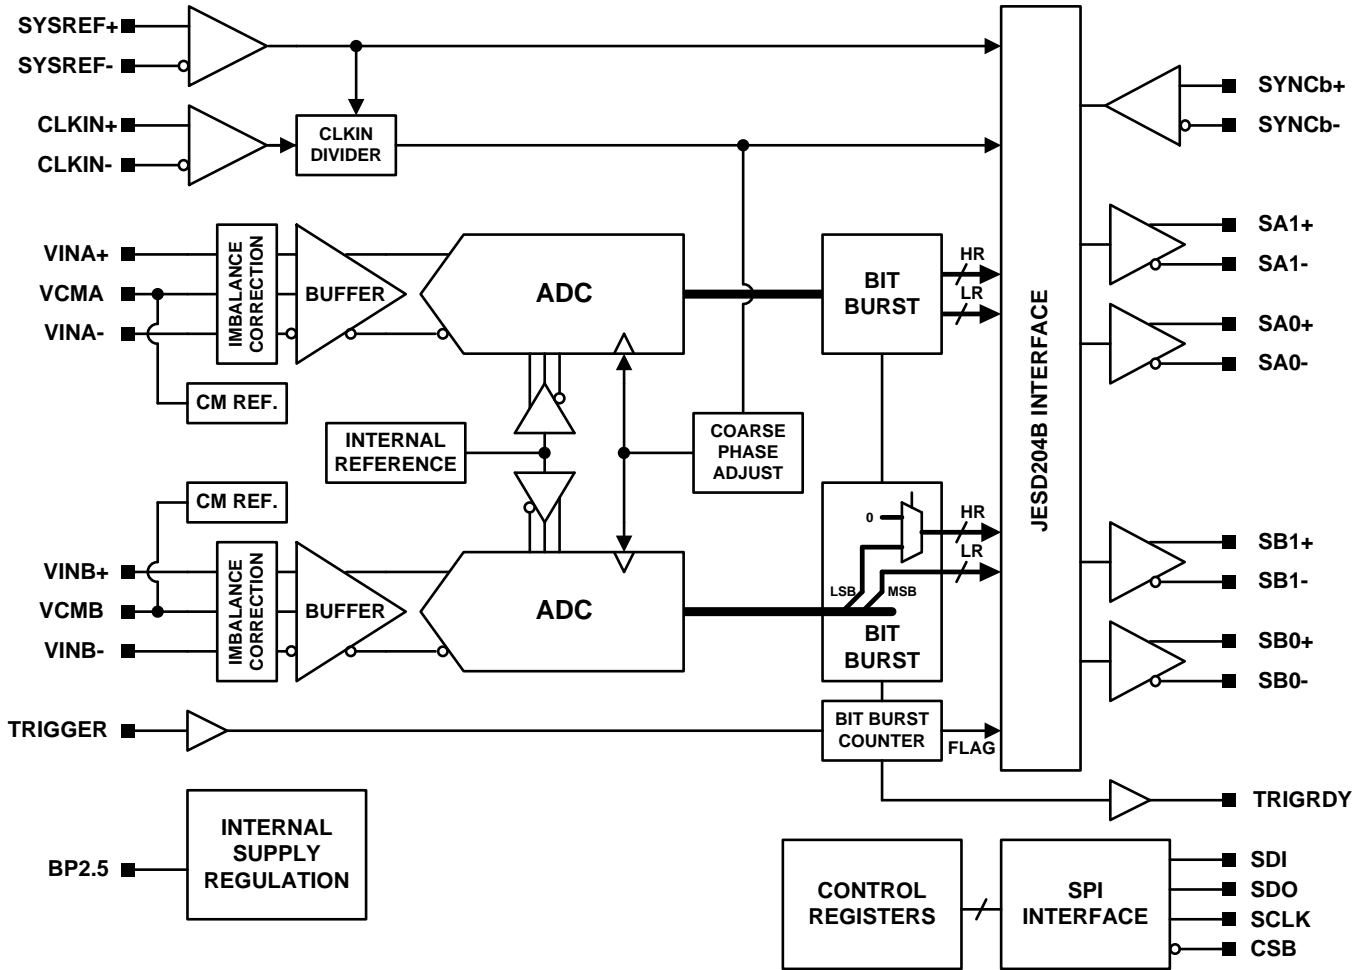 SYSREF+
SYSREF-
CLKIN+
CLKIN-
CLKIN
DIVIDER
SYNCb+
SYNCb-
VINA+
VCMA
VINA-
IMBALANCE
CORRECTION
BUFFER
ADC
BIT
BURST
HR
LR
CM REF.
INTERNAL
REFERENCE
COARSE
PHASE
ADJUST
JESD204B INTERFACE
SA1+
SA1-
SA0+
SA0-
CM REF.
VINB+
VCMB
VINB-
IMBALANCE
CORRECTION
BUFFER
ADC
0
LSB
MSB
BIT
BURST
HR
LR
SB1+
SB1-
SB0+
SB0-
TRIGGER
BIT BURST
COUNTER
FLAG
TRIGRDY
BP2.5
INTERNAL
SUPPLY
REGULATION
CONTROL
REGISTERS
SPI
INTERFACE
SDI
SDO
SCLK
CSB